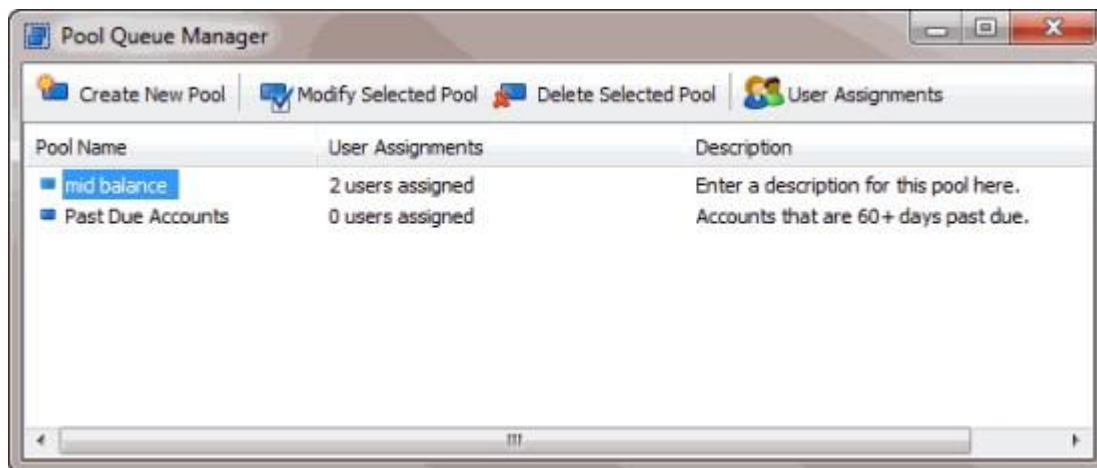 Pool Queue Manager
Create New Pool Modify Selected Pool Delete Selected Pool User Assignments
Pool Name User Assignments Description
mid balance 2 users assigned Enter a description for this pool here.
Past Due Accounts 0 users assigned Accounts that are 60+ days past due.